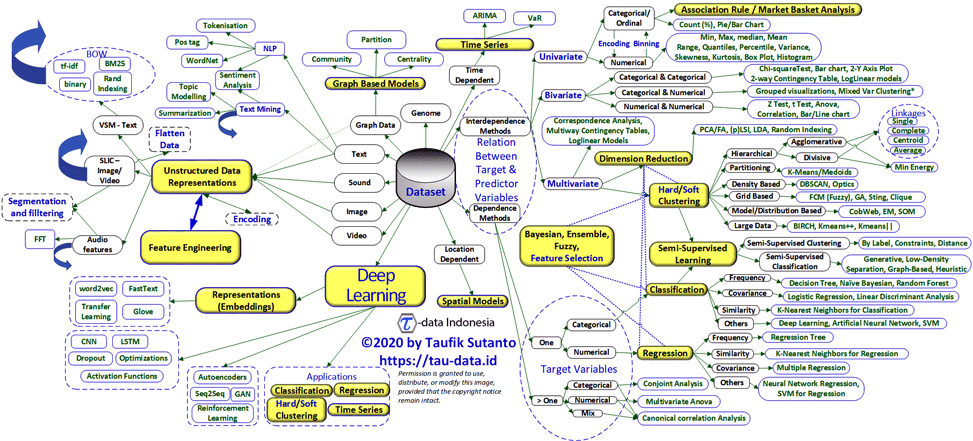 Tokenisation
Pos tag
WordNet
NLP
Sentiment
Analysis
Topic
Modelling
Summarization
Text Mining
BOW
tf-idf
BM25
binary
Rand
Indexing
VSM - Text
Flatten
Data
SLIC –
Image/
Video
Segmentation and filltering
FFT
Audio
features
Unstructured Data
Representations
Encoding
Feature Engineering
Partition
Community
Centrality
Graph Based Models
Graph Data
Text
Sound
Image
Video
Genome
Dataset
ARIMA
VaR
Time Series
Time
Dependent
Interdependence
Methods
Relation
Between
Target &
Predictor
Variables
Dependence
Methods
Location
Dependent
Spatial Models
Univariate
Categorical/
Ordinal
Encoding Binning
Numerical
Association Rule / Market Basket Analysis
Count (%), Pie/Bar Chart
Min, Max, median, Mean
Range, Quantiles, Percentile, Variance,
Skewness, Kurtosis, Box Plot, Histogram
Bivariate
Categorical & Categorical
Categorical & Numerical
Numerical & Numerical
Chi-squareTest, Bar chart, 2-Y Axis Plot
2-way Contingency Table, LogLinear models
Grouped visualizations, Mixed Var Clustering*
Z Test, t Test, Anova,
Correlation, Bar/Line chart
Correspondence Analysis,
Multiway Contingency Tables,
Loglinear Models
Multivariate
Dimension Reduction
PCA/FA, (p)LSI, LDA, Random Indexing
Hard/Soft
Clustering
Hierarchical
Agglomerative
Divisive
Linkages
Single
Complete
Centroid
Average
Min Energy
Partitioning
K-Means/Medoids
Density Based
DBSCAN, Optics
Grid Based
FCM (Fuzzy), GA, Sting, Clique
Model/Distribution Based
CobWeb, EM, SOM
Large Data
BIRCH, Kmeans++, Kmeans||
Bayesian, Ensemble,
Fuzzy,
Feature Selection
Semi-Supervised
Learning
Semi-Supervised Clustering
By Label, Constraints, Distance
Semi-Supervised
Classification
Generative, Low-Density
Separation, Graph-Based, Heuristic
Classification
Frequency
Decision Tree, Naïve Bayesian, Random Forest
Covariance
Logistic Regression, Linear Discriminant Analysis
Similarity
K-Nearest Neighbors for Classification
Others
Deep Learning, Artificial Neural Network, SVM
Regression
Frequency
Regression Tree
Similarity
K-Nearest Neighbors for Regression
Covariance
Multiple Regression
Others
Neural Network Regression,
SVM for Regression
One
Categorical
Numerical
Target Variables
> One
Categorical
Numerical
Mix
Conjoint Analysis
Multivariate Anova
Canonical correlation Analysis
Deep
Learning
Representations
(Embeddings)
word2vec
FastText
Transfer
Learning
Glove
CNN
LSTM
Dropout
Optimizations
Activation Functions
Autoencoders
Seq2Seq
GAN
Reinforcement
Learning
Applications
Classification
Regression
Hard/Soft
Clustering
Time Series
τ-data Indonesia
©2020 by Taufik Sutanto
https://tau-data.id
Permission is granted to use,
distribute, or modify this image,
provided that the copyright notice
remain intact.